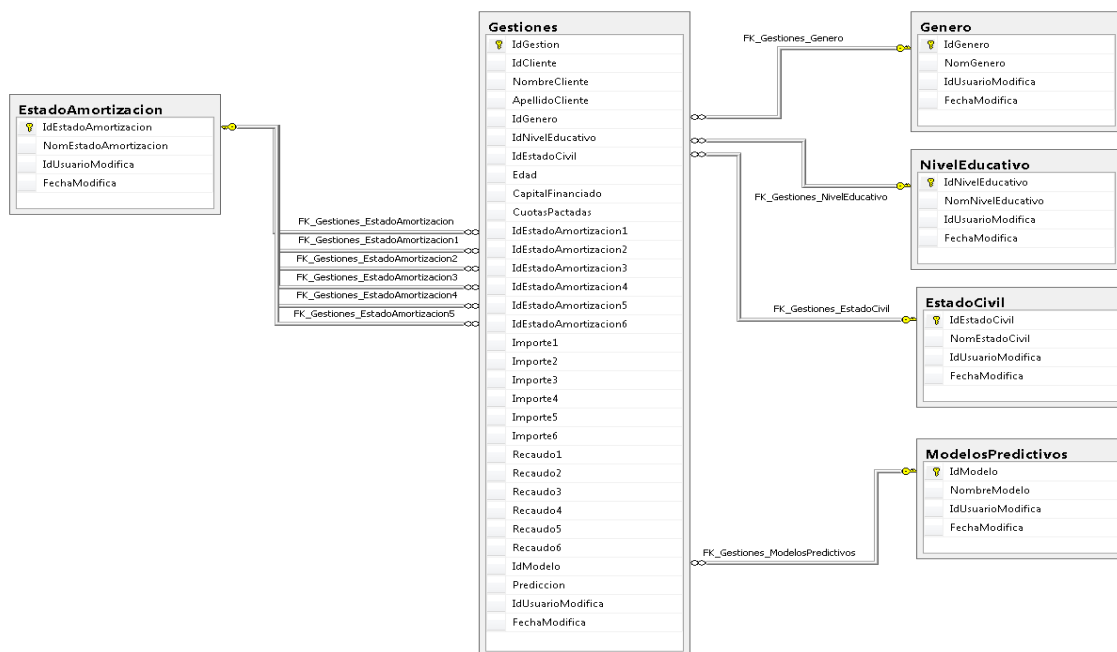 EstadoAmortizacion
IdEstadoAmortizacion
NomEstadoAmortizacion
IdUsuarioModifica
FechaModifica
FK_Gestiones_EstadoAmortizacion
FK_Gestiones_EstadoAmortizacion1
FK_Gestiones_EstadoAmortizacion2
FK_Gestiones_EstadoAmortizacion3
FK_Gestiones_EstadoAmortizacion4
FK_Gestiones_EstadoAmortizacion5
Gestiones
IdGestion
IdCliente
NombreCliente
ApellidoCliente
IdGenero
IdNivelEducativo
IdEstadoCivil
Edad
CapitalFinanciado
CuotasPactadas
IdEstadoAmortizacion1
IdEstadoAmortizacion2
IdEstadoAmortizacion3
IdEstadoAmortizacion4
IdEstadoAmortizacion5
IdEstadoAmortizacion6
Importe1
Importe2
Importe3
Importe4
Importe5
Importe6
Recaudo1
Recaudo2
Recaudo3
Recaudo4
Recaudo5
Recaudo6
IdModelo
Prediccion
IdUsuarioModifica
FechaModifica
FK_Gestiones_Genero
FK_Gestiones_NivelEducativo
FK_Gestiones_EstadoCivil
FK_Gestiones_ModelosPredictivos
Genero
IdGenero
NomGenero
IdUsuarioModifica
FechaModifica
NivelEducativo
IdNivelEducativo
NomNivelEducativo
IdUsuarioModifica
FechaModifica
EstadoCivil
IdEstadoCivil
NomEstadoCivil
IdUsuarioModifica
FechaModifica
ModelosPredictivos
IdModelo
NombreModelo
IdUsuarioModifica
FechaModifica